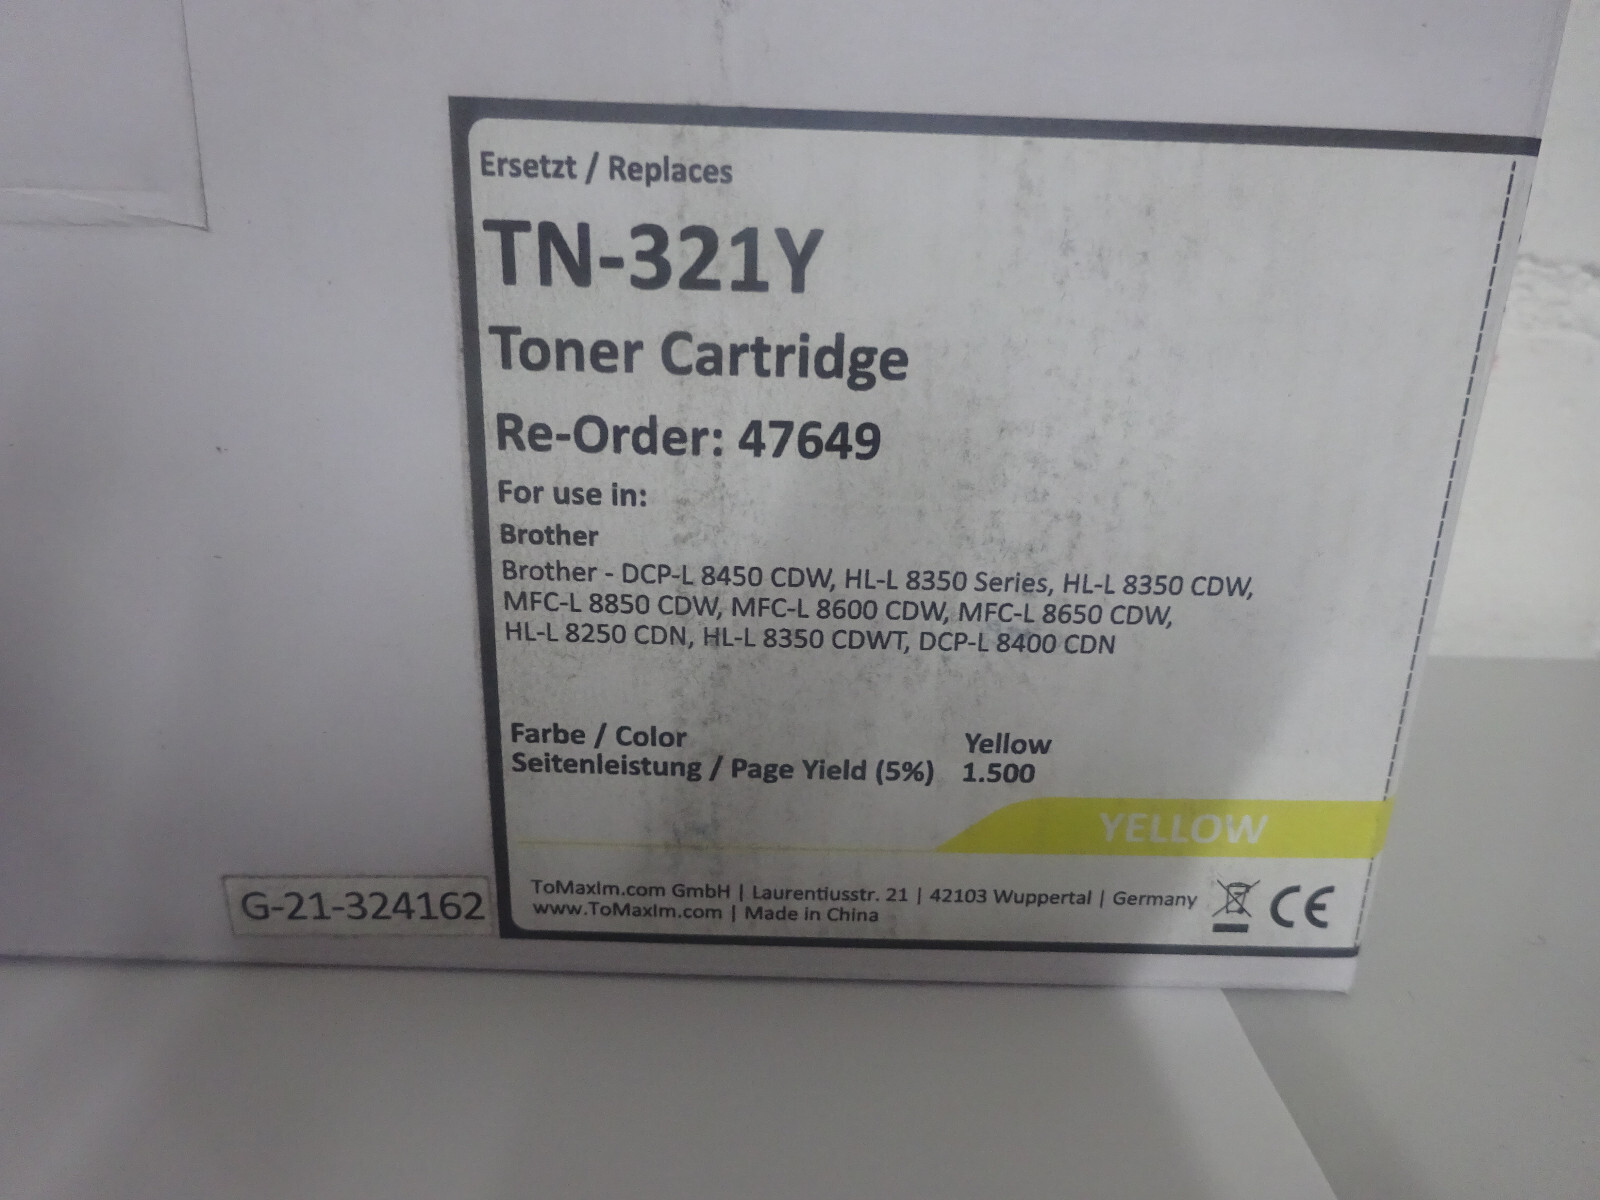 Ersetzt / Replaces
TN-321Y
Toner Cartridge
Re-Order: 47649
For use in:
Brother
Brother - DCP-L 8450 CDW, HL-L 8350 Series, HL-L 8350 CDW,
MFC-L 8850 CDW, MFC-L 8600 CDW, MFC-L 8650 CDW,
HL-L 8250 CDN, HL-L 8350 CDWT, DCP-L 8400 CDN
Farbe / Color Yellow
Seitenleistung / Page Yield (5%) 1.500
YELLOW
ToMaxIm.com GmbH | Laurentiusstr. 21 | 42103 Wuppertal | Germany
www.ToMaxIm.com | Made in China
CE
G-21-324162